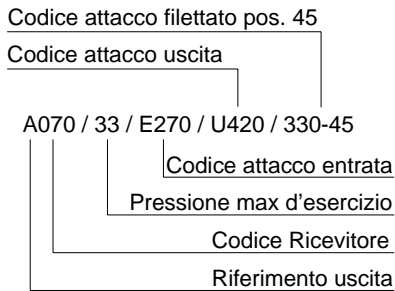 Codice attacco filettato pos. 45
Codice attacco uscita
A070 / 33 / E270 / U420 / 330-45
Codice attacco entrata
Pressione max d'esercizio
Codice Ricevitore
Riferimento uscita